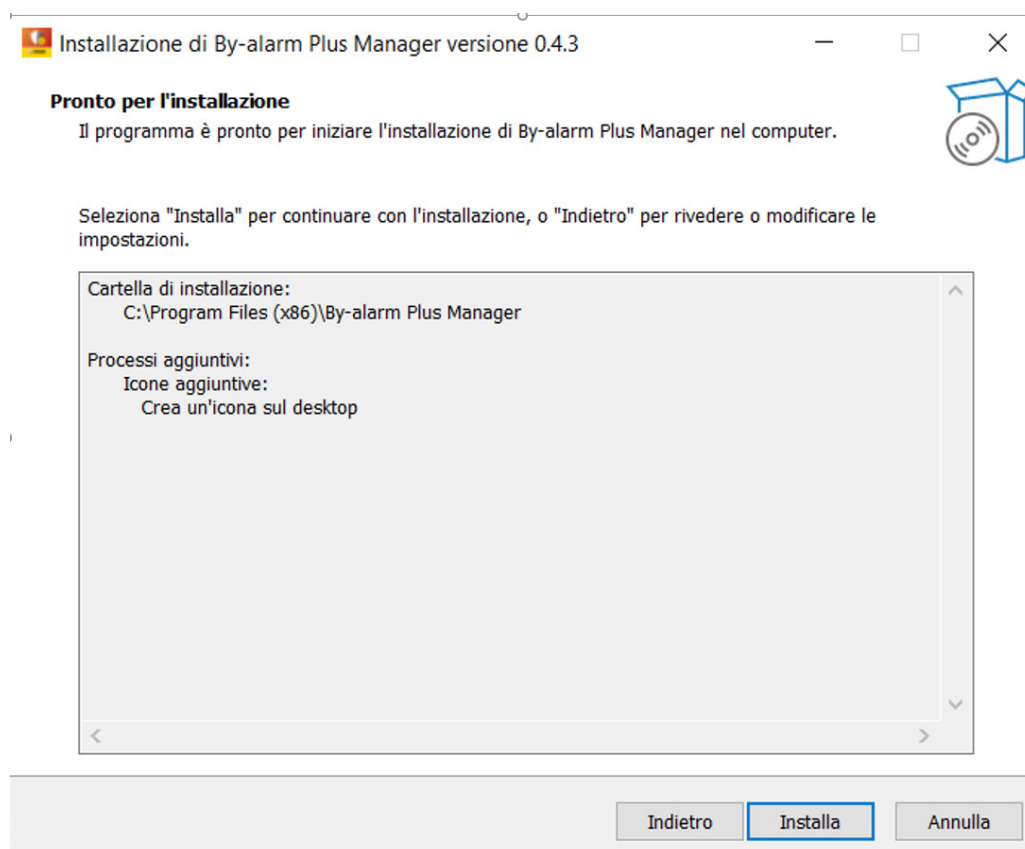 Installazione di By-alarm Plus Manager versione 0.4.3
Pronto per l'installazione
Il programma è pronto per iniziare l'installazione di By-alarm Plus Manager nel computer.
Seleziona "Installa" per continuare con l'installazione, o "Indietro" per rivedere o modificare le
impostazioni.
Cartella di installazione:
C:\Program Files (x86)\By-alarm Plus Manager
Processi aggiuntivi:
Icone aggiuntive:
Crea un'icona sul desktop
Indietro
Installa
Annulla